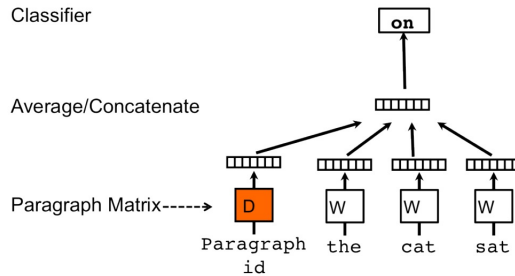 Classifier
on
Average/Concatenate
Paragraph Matrix
D
W
W
W
Paragraph the cat sat
id